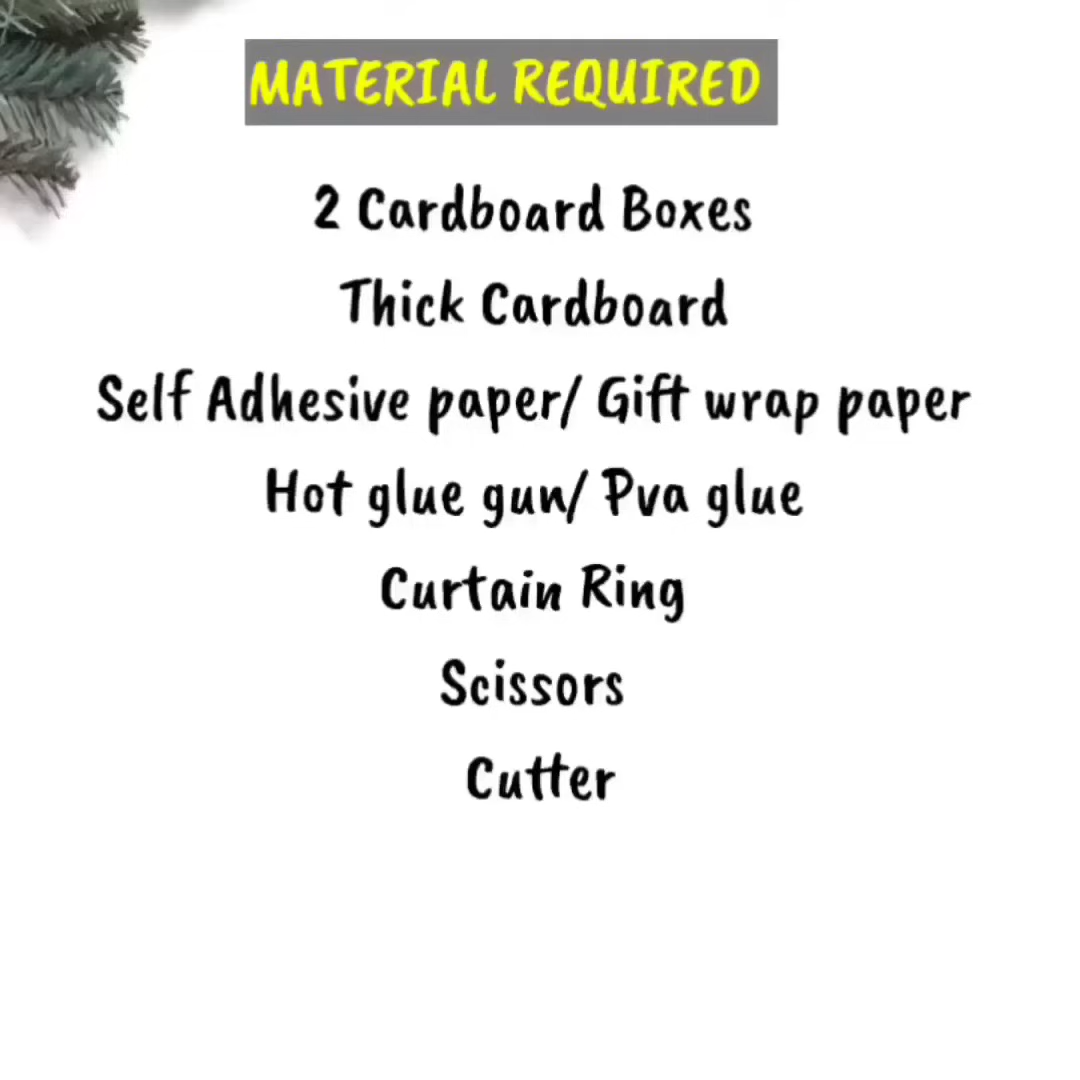 MATERIAL REQUIRED
2 Cardboard Boxes
Thick Cardboard
Self Adhesive paper/ Gift wrap paper
Hot glue gun/ Pva glue
Curtain Ring
Scissors
Cutter